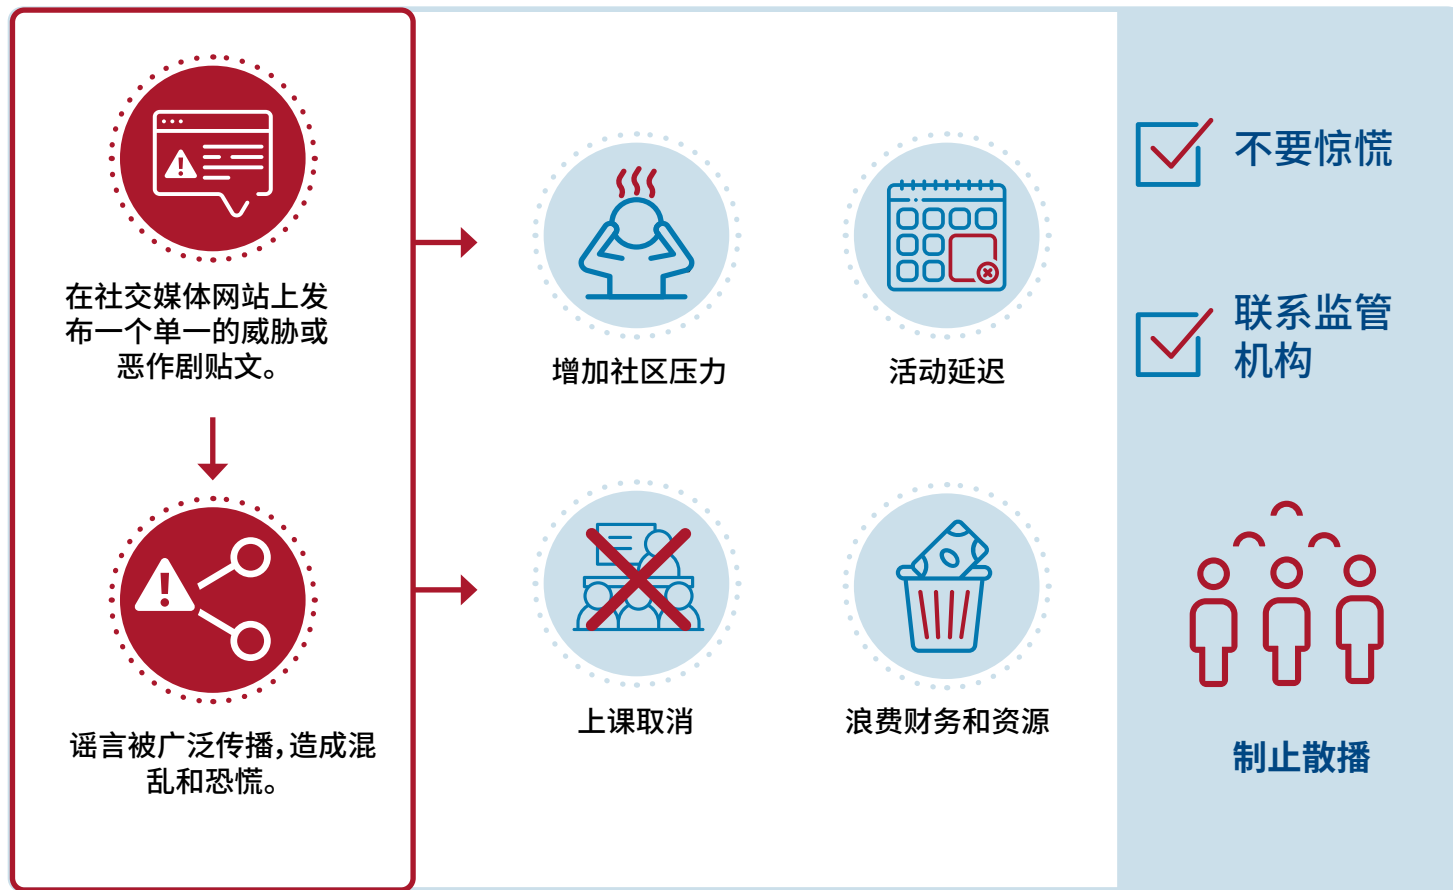 在社交媒体网站上发
布一个单一的威胁或
恶作剧贴文。
谣言被广泛传播，造成混
乱和恐慌。
增加社区压力
活动延迟
上课取消
浪费财务和资源
不要惊慌
联系监管
机构
制止散播